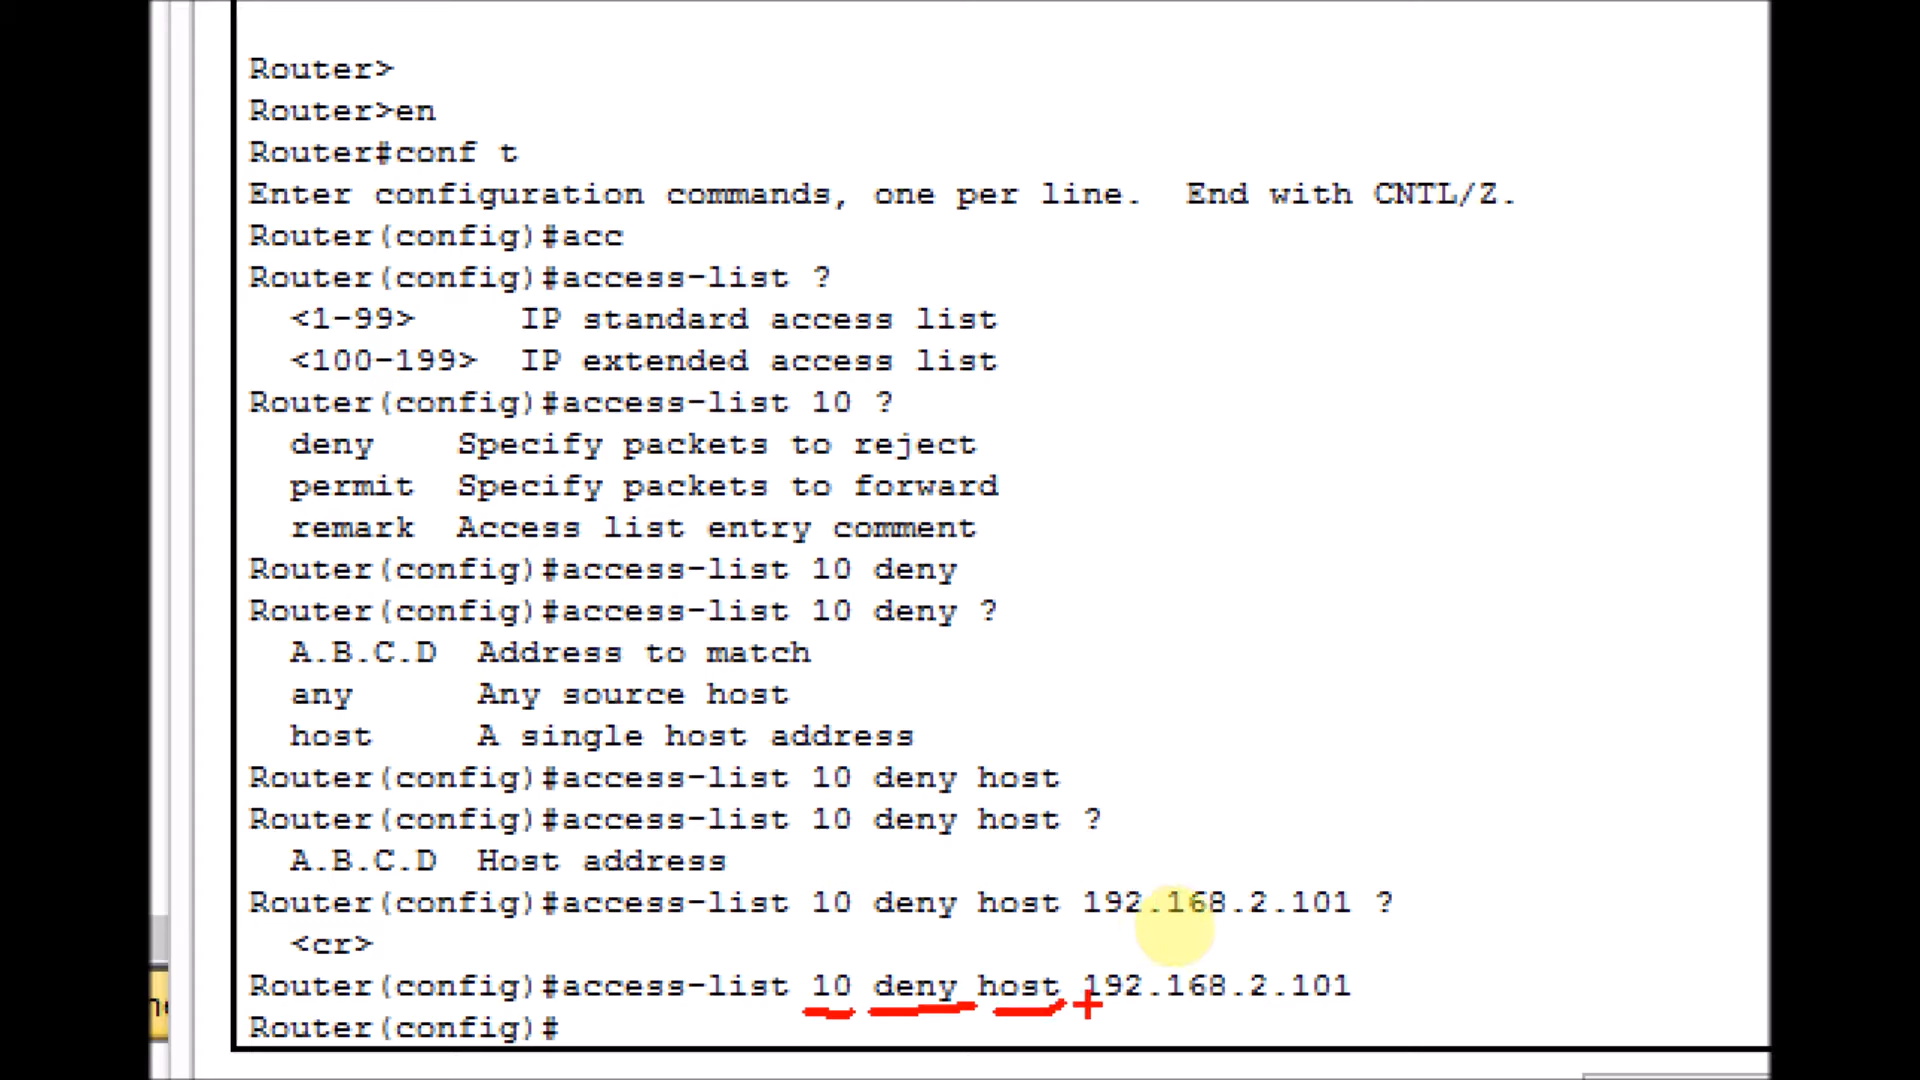 Router>
Router>en
Router#conf t
Enter configuration commands, one per line.  End with CNTL/Z.
Router(config)#acc
Router(config)#access-list ?
  <1-99>     IP standard access list
  <100-199>  IP extended access list
Router(config)#access-list 10 ?
  deny    Specify packets to reject
  permit  Specify packets to forward
  remark  Access list entry comment
Router(config)#access-list 10 deny
Router(config)#access-list 10 deny ?
  A.B.C.D  Address to match
  any      Any source host
  host     A single host address
Router(config)#access-list 10 deny host
Router(config)#access-list 10 deny host ?
  A.B.C.D  Host address
Router(config)#access-list 10 deny host 192.168.2.101 ?
  <cr>
Router(config)#access-list 10 deny host 192.168.2.101
Router(config)#